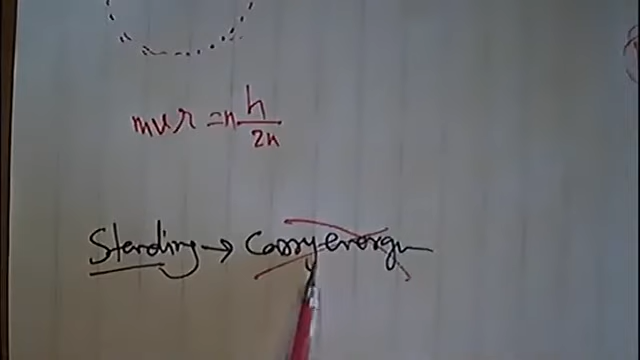 mvr = n h/2π
Standing → Carry energy